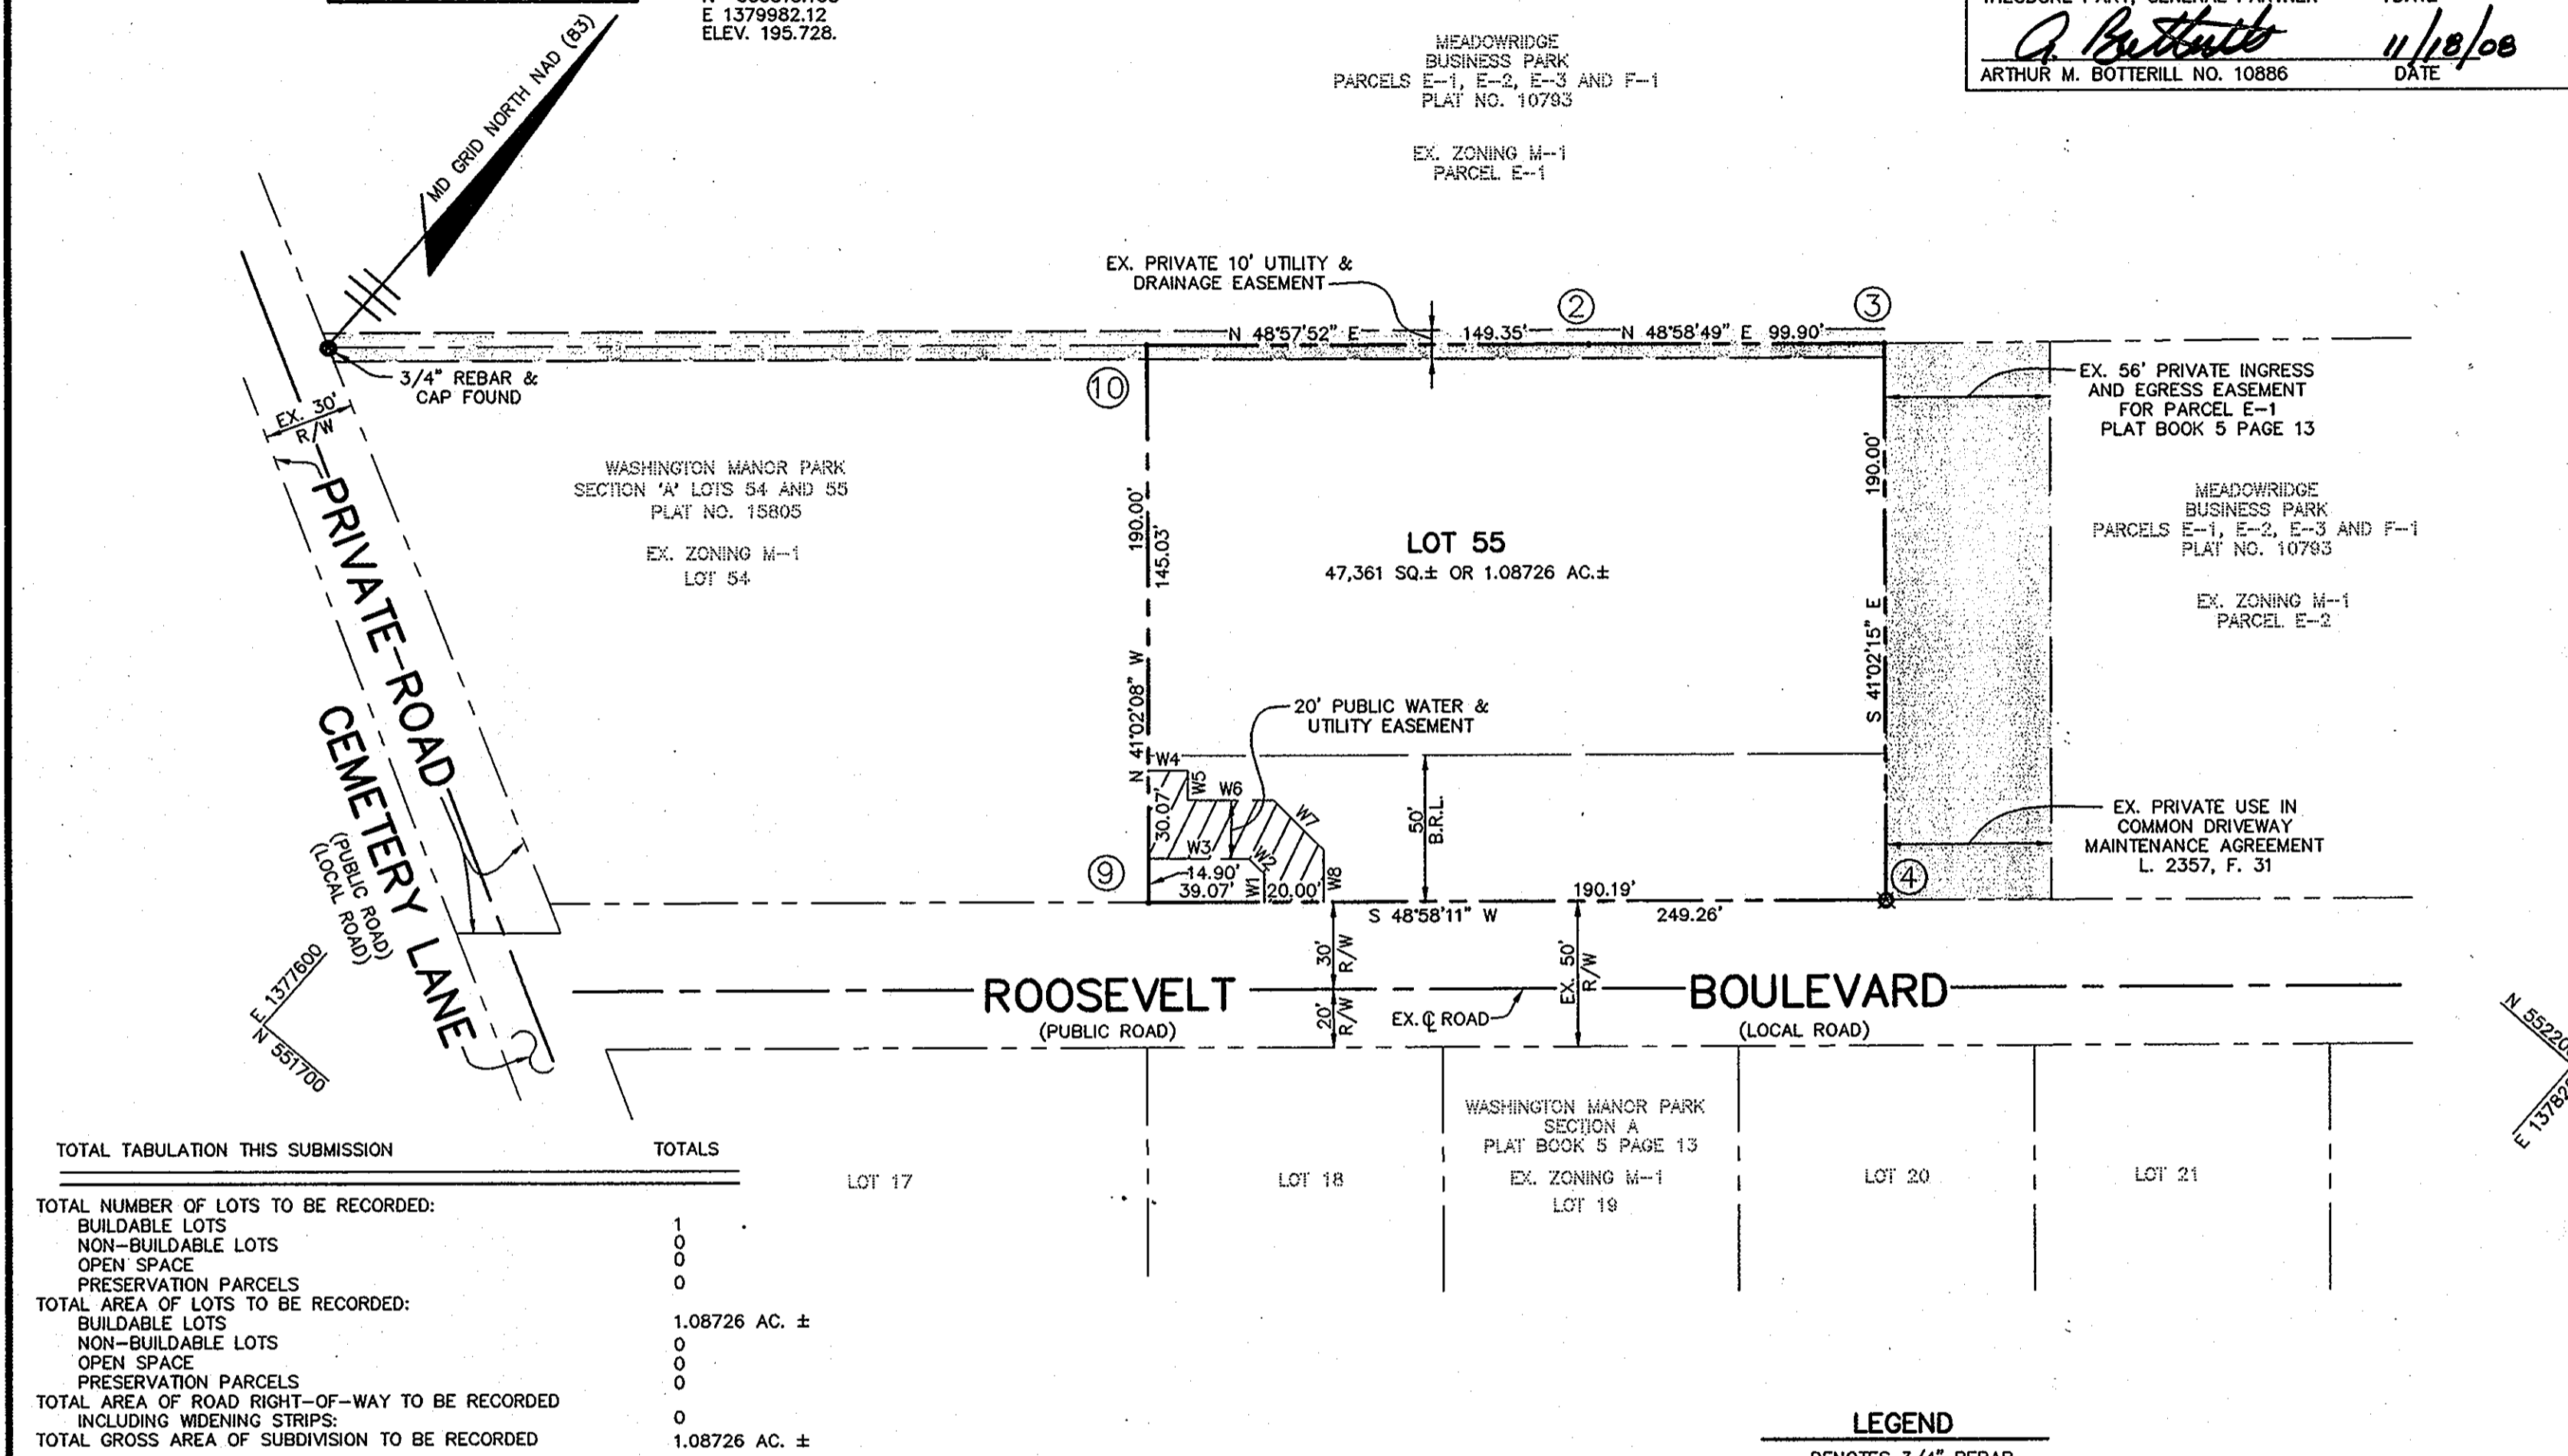 E 1379982.12
ELEV. 195.728.
THEODORE F. ART, GENERAL PARTNER
DATE
11/18/08
ARTHUR M. BOTTERILL NO. 10886
DATE
MD GRID NORTH NAD (83)
MEADOWRIDGE
BUSINESS PARK
PARCELS E-1, E-2, E-3 AND F-1
PLAT NO. 10793
EX. ZONING M-1
PARCEL E-1
EX. PRIVATE 10' UTILITY &
DRAINAGE EASEMENT
2
3
N 48°57'52" E
149.35'
N 48°58'49" E 99.90'
3/4" REBAR &
CAP FOUND
10
EX. 30'
R/W
EX. 56' PRIVATE INGRESS
AND EGRESS EASEMENT
FOR PARCEL E-1
PLAT BOOK 5 PAGE 13
WASHINGTON MANOR PARK
SECTION 'A' LOTS 54 AND 55
PLAT NO. 15805
EX. ZONING M-1
LOT 54
N 41°02'08" W
190.00'
145.03'
LOT 55
47,361 SQ.± OR 1.08726 AC.±
S 41°02'15" E
190.00'
MEADOWRIDGE
BUSINESS PARK
PARCELS E-1, E-2, E-3 AND F-1
PLAT NO. 10793
EX. ZONING M-1
PARCEL E-2
PRIVATE ROAD
CEMETERY LANE
(PUBLIC ROAD)
(LOCAL ROAD)
20' PUBLIC WATER &
UTILITY EASEMENT
W4
W5
W6
W7
30.07'
W3
W2
14.90'
39.07'
W1
20.00'
W8
50'
B.R.L.
EX. PRIVATE USE IN
COMMON DRIVEWAY
MAINTENANCE AGREEMENT
L. 2357, F. 31
9
4
190.19'
S 48°58'11" W
249.26'
30'
R/W
EX. 50'
R/W
20'
R/W
ROOSEVELT
(PUBLIC ROAD)
EX. ℄ ROAD
BOULEVARD
(LOCAL ROAD)
E 1377600
N 551700
WASHINGTON MANOR PARK
SECTION A
PLAT BOOK 5 PAGE 13
EX. ZONING M-1
LOT 19
LOT 17
LOT 18
LOT 20
LOT 21
TOTAL TABULATION THIS SUBMISSION TOTALS
TOTAL NUMBER OF LOTS TO BE RECORDED:
BUILDABLE LOTS 1
NON-BUILDABLE LOTS 0
OPEN SPACE 0
PRESERVATION PARCELS 0
TOTAL AREA OF LOTS TO BE RECORDED:
BUILDABLE LOTS 1.08726 AC. ±
NON-BUILDABLE LOTS 0
OPEN SPACE 0
PRESERVATION PARCELS 0
TOTAL AREA OF ROAD RIGHT-OF-WAY TO BE RECORDED
INCLUDING WIDENING STRIPS: 0
TOTAL GROSS AREA OF SUBDIVISION TO BE RECORDED 1.08726 AC. ±
LEGEND
DENOTES 3/4" REBAR